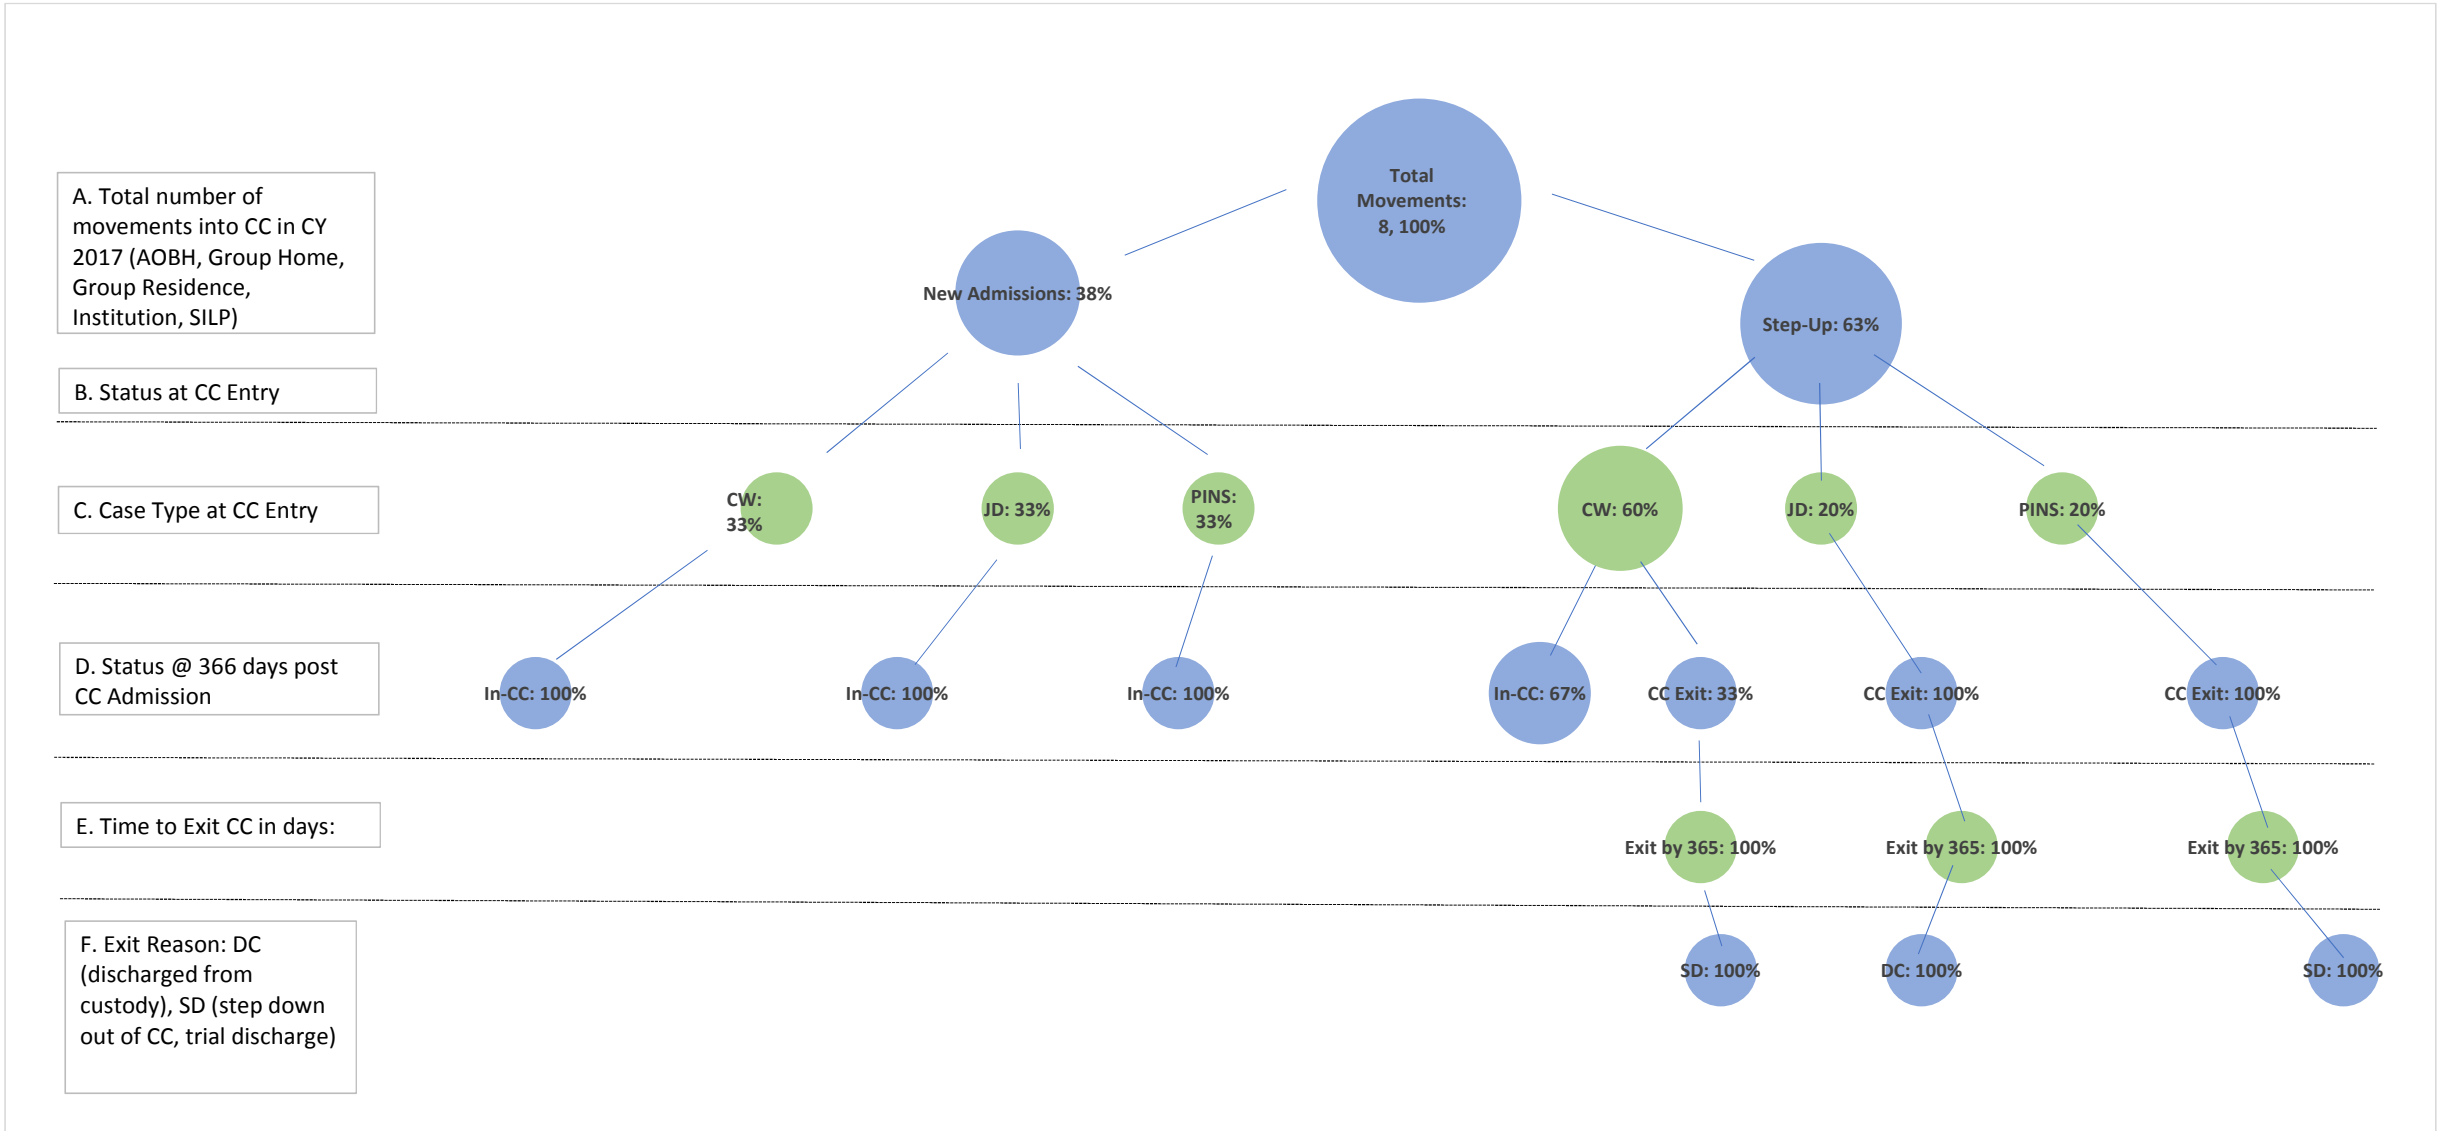 Total
Movements:
8, 100%
A. Total number of
movements into CC in CY
2017 (AOBH, Group Home,
Group Residence,
Institution, SILP)
New Admissions: 38%
Step-Up: 63%
B. Status at CC Entry
C. Case Type at CC Entry
CW:
33%
JD: 33%
PINS:
33%
CW: 60%
JD: 20%
PINS: 20%
D. Status @ 366 days post
CC Admission
In-CC: 100%
In-CC: 100%
In-CC: 100%
In-CC: 67%
CC Exit: 33%
CC Exit: 100%
CC Exit: 100%
E. Time to Exit CC in days:
Exit by 365: 100%
Exit by 365: 100%
Exit by 365: 100%
F. Exit Reason: DC
(discharged from
custody), SD (step down
out of CC, trial discharge)
SD: 100%
DC: 100%
SD: 100%